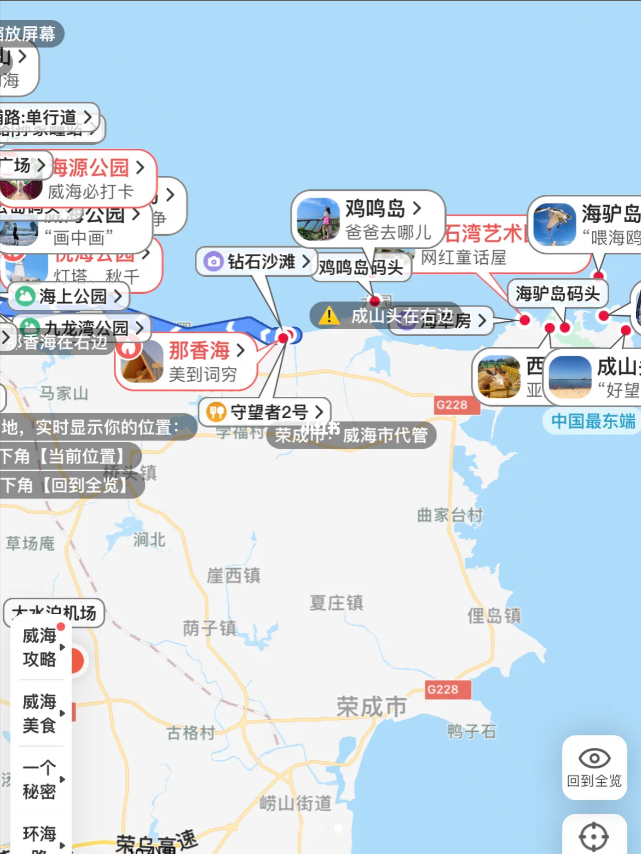 缩放屏幕
山
海
铺路:单行道
广场
海源公园
威海必打卡
公园
“画中画”
争
悦海公园
灯塔、秋千
海上公园
九龙湾公园
那香海在右边
钻石沙滩
鸡鸣岛
爸爸去哪儿
鸡鸣岛码头
石湾艺术
网红童话屋
海驴岛
“喂海鸥
海驴岛码头
成山头在右边
海草房
那香海
美到词穷
守望者2号
西
亚
成山头
“好望
中国最东端
G228
马家山
学福村
荣成市：威海市代管
地，实时显示你的位置：
下角【当前位置】
下角【回到全览】
桥头镇
曲家台村
草场庵
涧北
崖西镇
夏庄镇
俚岛镇
荫子镇
大水泊机场
威海
攻略
威海
美食
一个
秘密
环海
路
荣成市
G228
鸭子石
古格村
崂山街道
回到全览
荣乌高速